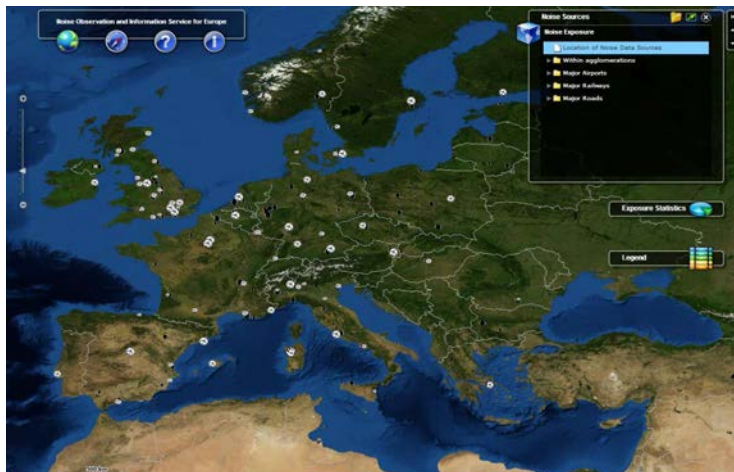 Noise Observation and Information Service for Europe
Noise Sources
Noise Exposure
Location of Noise Data Sources
Within agglomerations
Major Airports
Major Railways
Major Roads
Exposure Statistics
Legend